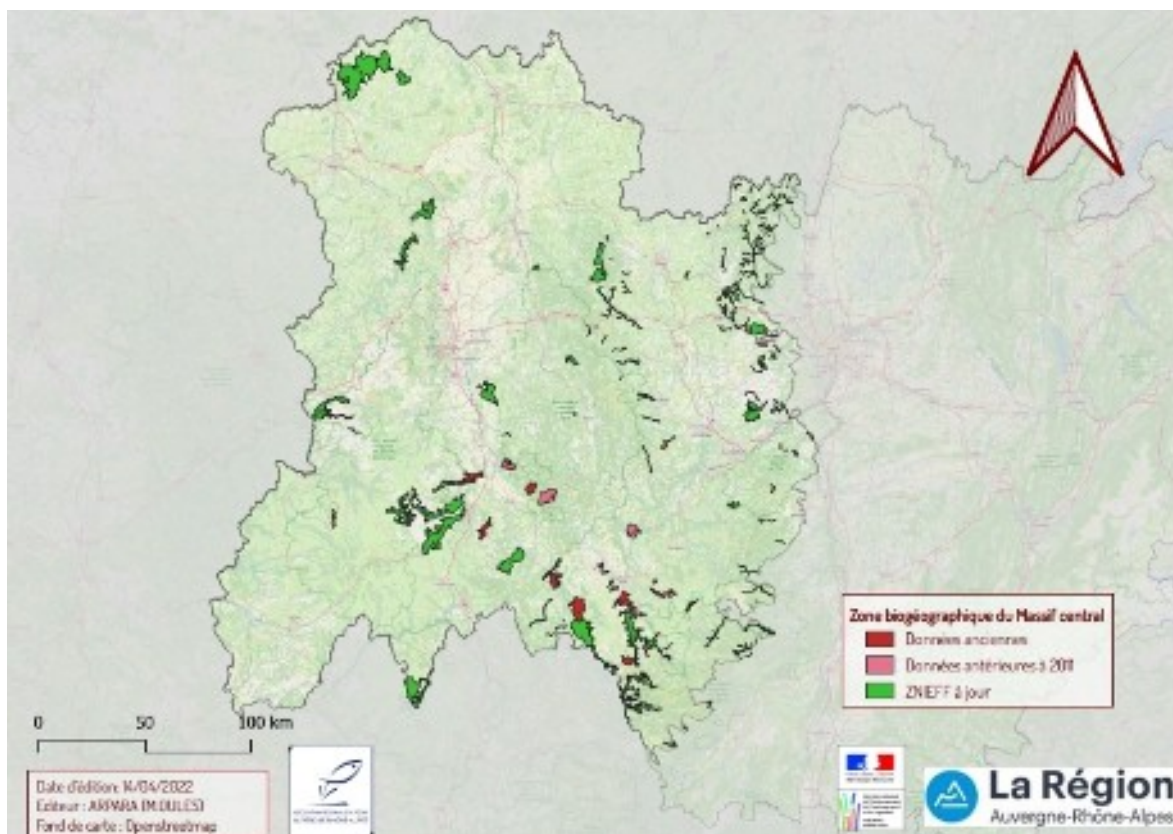 Zone biogéographique du Massif central
Données anciennes
Données antérieures à 2011
ZNIEFF à jour
0 50 100 km
Date d'édition: 14/04/2022
Editeur : ARPARA (M.OULES)
Fond de carte : Openstreetmap
La Région
Auvergne-Rhône-Alpes